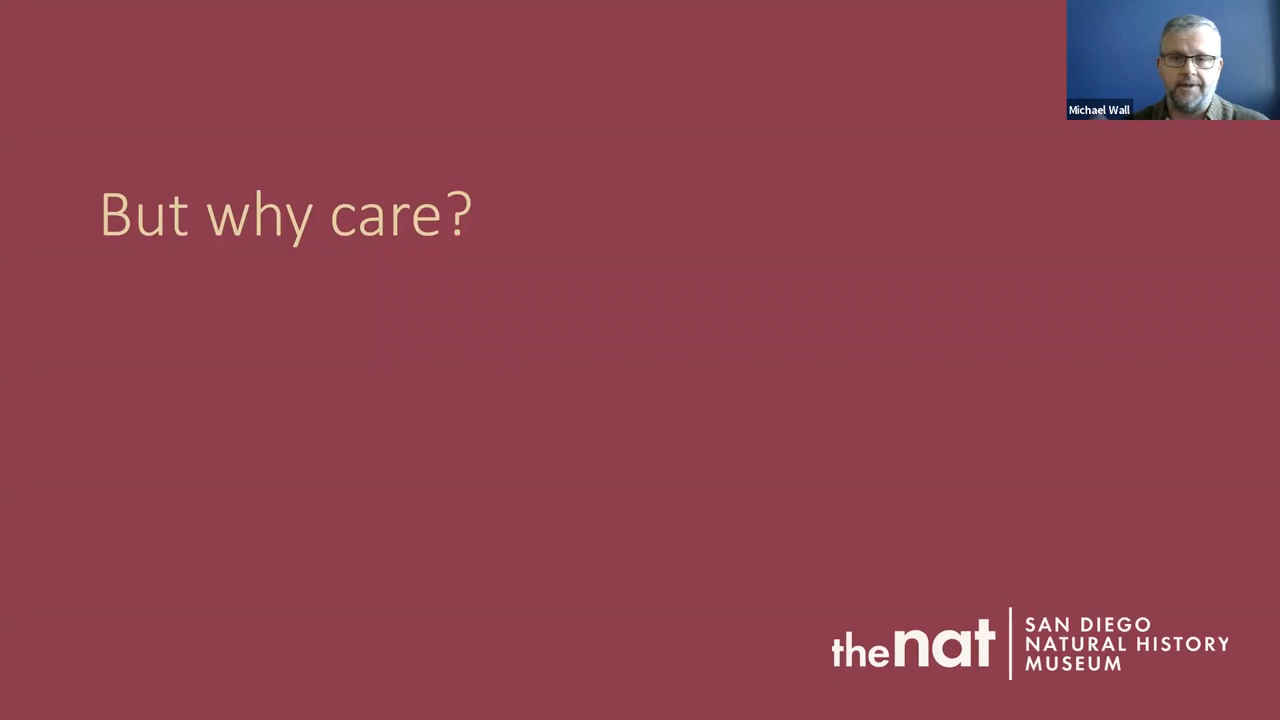 Michael Wall
But why care?
thenat
SAN DIEGO
NATURAL HISTORY
MUSEUM